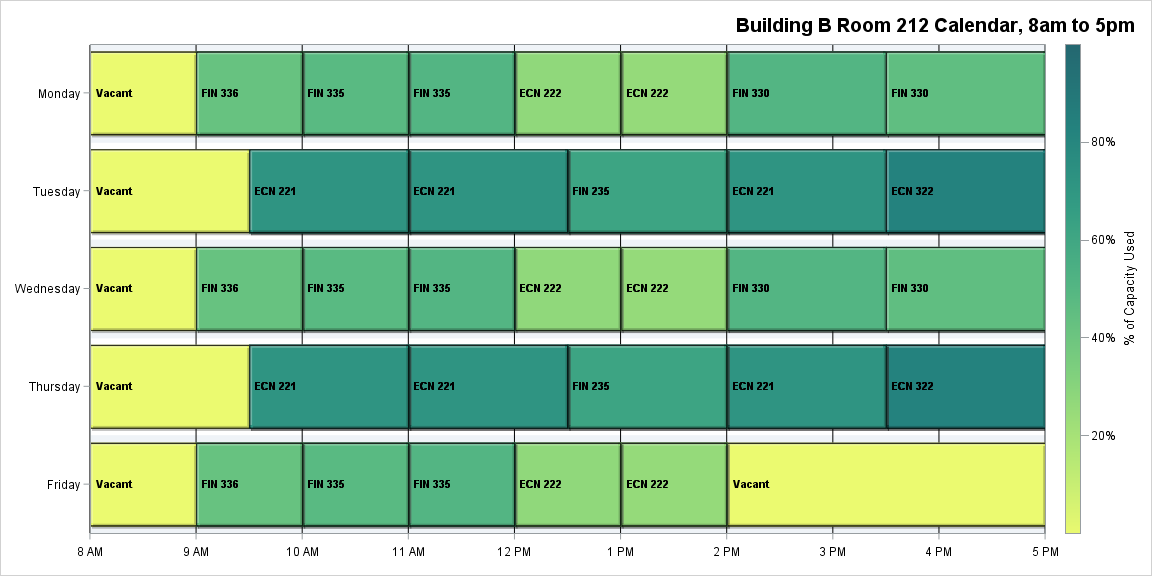 Building B Room 212 Calendar, 8am to 5pm
Monday
Vacant
FIN 336
FIN 335
FIN 335
ECN 222
ECN 222
FIN 330
FIN 330
Tuesday
Vacant
ECN 221
ECN 221
FIN 235
ECN 221
ECN 322
Wednesday
Vacant
FIN 336
FIN 335
FIN 335
ECN 222
ECN 222
FIN 330
FIN 330
Thursday
Vacant
ECN 221
ECN 221
FIN 235
ECN 221
ECN 322
Friday
Vacant
FIN 336
FIN 335
FIN 335
ECN 222
ECN 222
Vacant
8 AM
9 AM
10 AM
11 AM
12 PM
1 PM
2 PM
3 PM
4 PM
5 PM
80%
60%
40%
20%
% of Capacity Used